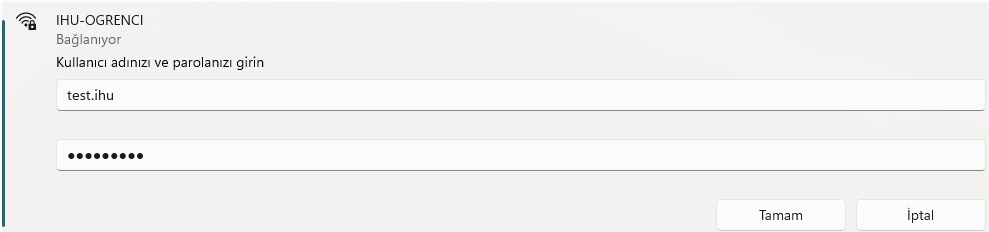 IHU-OGRENCI
Bağlanıyor
Kullanıcı adınızı ve parolanızı girin
test.ihu
•••••••••
Tamam
İptal